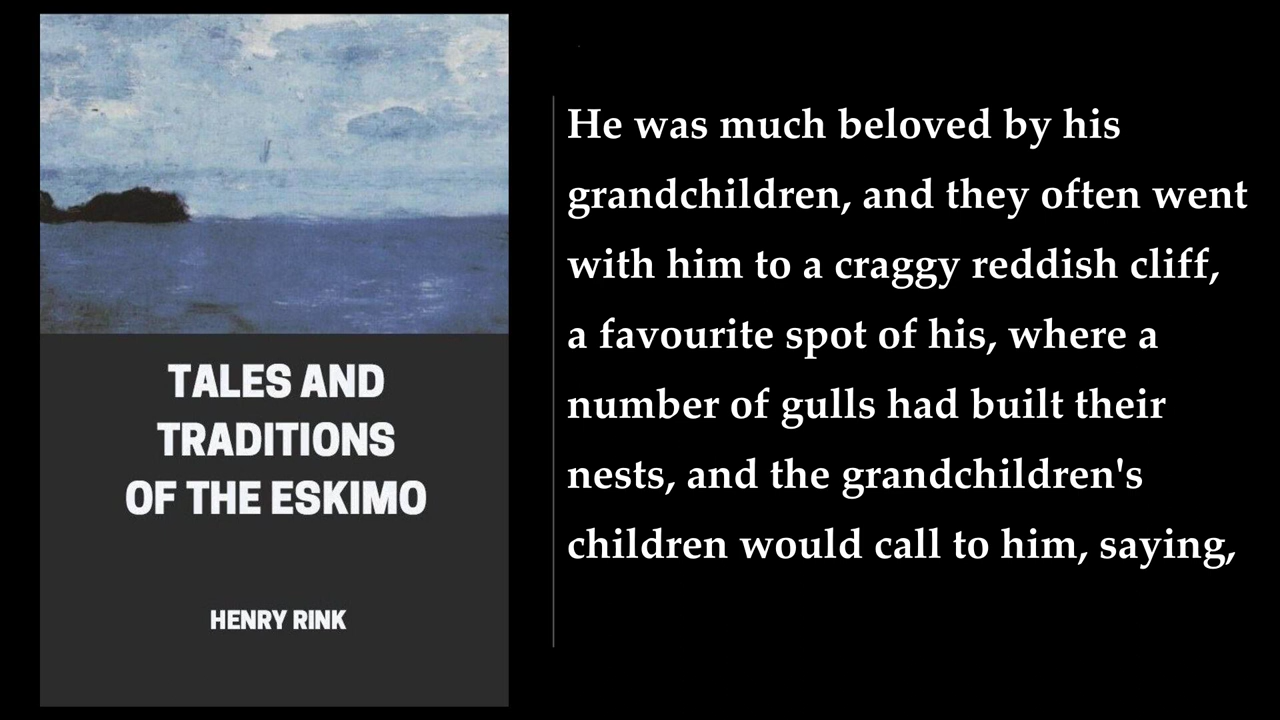 TALES AND
TRADITIONS
OF THE ESKIMO
HENRY RINK
He was much beloved by his
grandchildren, and they often went
with him to a craggy reddish cliff,
a favourite spot of his, where a
number of gulls had built their
nests, and the grandchildren's
children would call to him, saying,